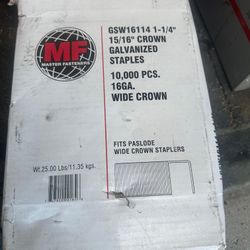 GSW16114 1-1/4"
15/16" CROWN
GALVANIZED
STAPLES
10,000 PCS.
16GA.
WIDE CROWN
MF
MASTER FASTENERS
Wt.25.00 Lbs/11.35 kgs.
FITS PASLODE
WIDE CROWN STAPLERS